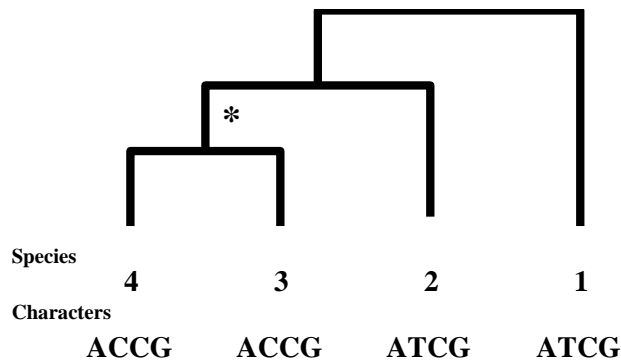 *
Species
4 3 2 1
Characters
ACCG ACCG ATCG ATCG